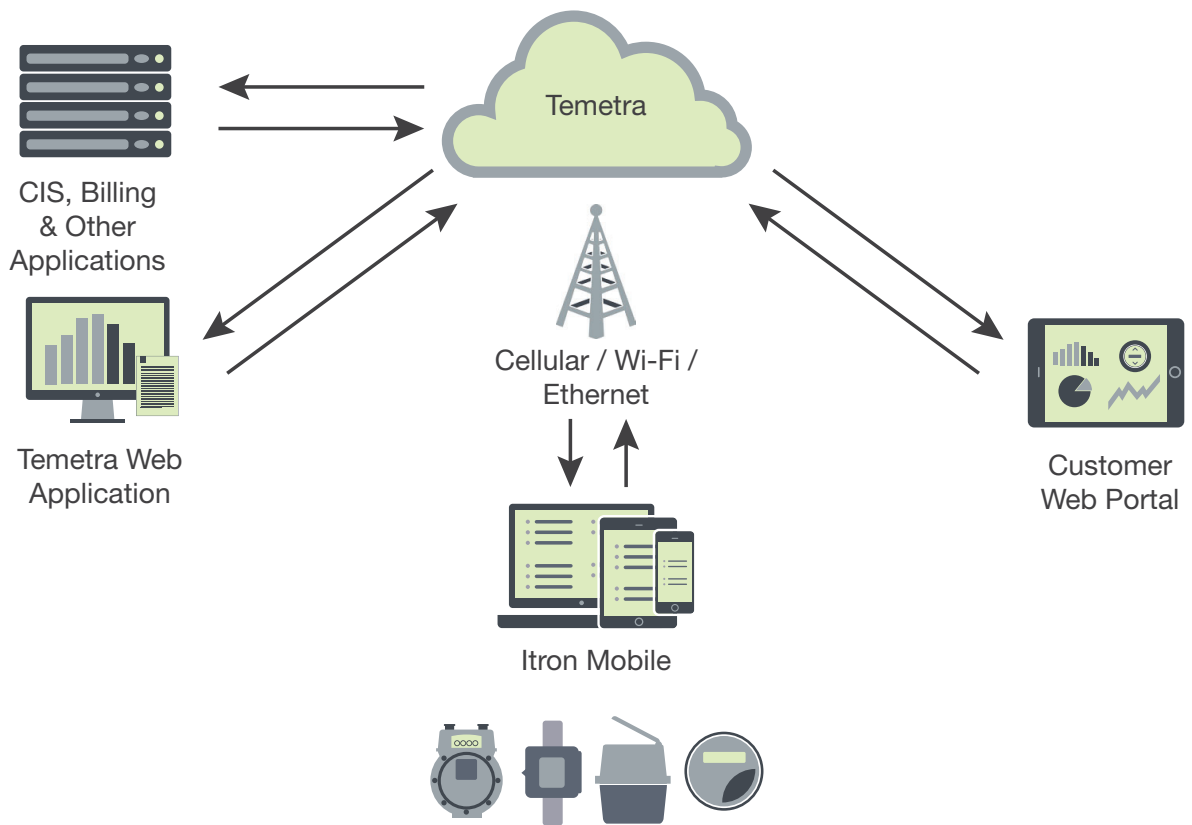 Temetra
CIS, Billing
& Other
Applications
Cellular / Wi-Fi /
Ethernet
Temetra Web
Application
Customer
Web Portal
Itron Mobile